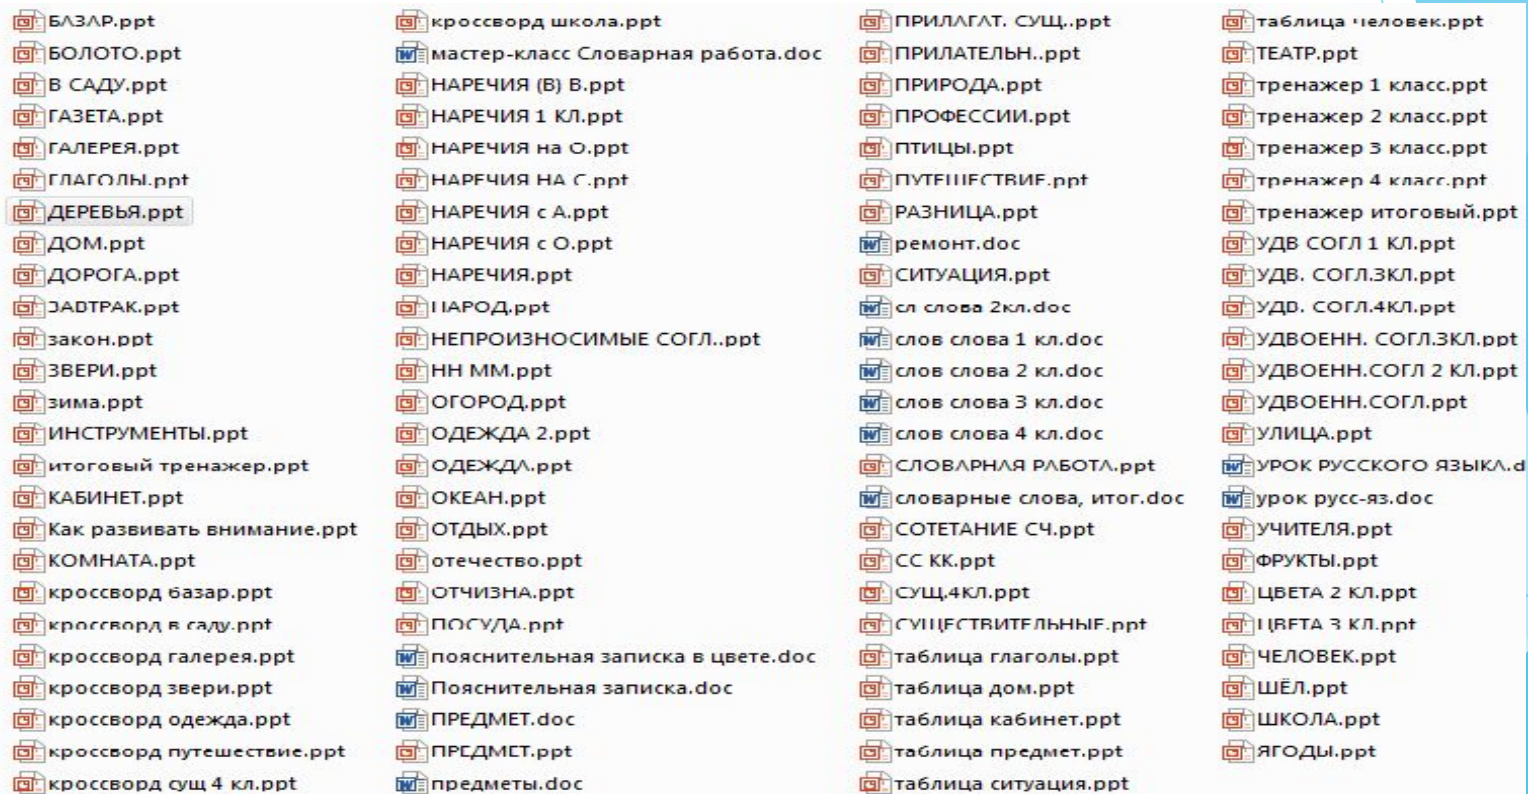 БАЗАР.ppt
БОЛОТО.ppt
В САДУ.ppt
ГАЗЕТА.ppt
ГАЛЕРЕЯ.ppt
ГЛАГОЛЫ.ppt
ДЕРЕВЬЯ.ppt
ДОМ.ppt
ДОРОГА.ppt
ЗАВТРАК.ppt
закон.ppt
ЗВЕРИ.ppt
зима.ppt
ИНСТРУМЕНТЫ.ppt
итоговый тренажер.ppt
КАБИНЕТ.ppt
Как развивать внимание.ppt
КОМНАТА.ppt
кроссворд базар.ppt
кроссворд в саду.ppt
кроссворд галерея.ppt
кроссворд звери.ppt
кроссворд одежда.ppt
кроссворд путешествие.ppt
кроссворд сущ 4 кл.ppt
кроссворд школа.ppt
мастер-класс Словарная работа.doc
НАРЕЧИЯ (В) В.ppt
НАРЕЧИЯ 1 КЛ.ppt
НАРЕЧИЯ на О.ppt
НАРЕЧИЯ НА С.ppt
НАРЕЧИЯ с А.ppt
НАРЕЧИЯ с О.ppt
НАРЕЧИЯ.ppt
НАРОД.ppt
НЕПРОИЗНОСИМЫЕ СОГЛ..ppt
НН ММ.ppt
ОГОРОД.ppt
ОДЕЖДА 2.ppt
ОДЕЖДА.ppt
ОКЕАН.ppt
ОТДЫХ.ppt
отечество.ppt
ОТЧИЗНА.ppt
ПОСУДА.ppt
пояснительная записка в цвете.doc
Пояснительная записка.doc
ПРЕДМЕТ.doc
ПРЕДМЕТ.ppt
предметы.doc
ПРИЛАГАТ. СУЩ..ppt
ПРИЛАТЕЛЬН..ppt
ПРИРОДА.ppt
ПРОФЕССИИ.ppt
ПТИЦЫ.ppt
ПУТЕШЕСТВИЕ.ppt
РАЗНИЦА.ppt
ремонт.doc
СИТУАЦИЯ.ppt
сл слова 2кл.doc
слов слова 1 кл.doc
слов слова 2 кл.doc
слов слова 3 кл.doc
слов слова 4 кл.doc
СЛОВАРНАЯ РАБОТА.ppt
словарные слова, итог.doc
СОТЕТАНИЕ СЧ.ppt
СС КК.ppt
СУЩ.4КЛ.ppt
СУЩЕСТВИТЕЛЬНЫЕ.ppt
таблица глаголы.ppt
таблица дом.ppt
таблица кабинет.ppt
таблица предмет.ppt
таблица ситуация.ppt
таблица человек.ppt
ТЕАТР.ppt
тренажер 1 класс.ppt
тренажер 2 класс.ppt
тренажер 3 класс.ppt
тренажер 4 класс.ppt
тренажер итоговый.ppt
УДВ СОГЛ 1 КЛ.ppt
УДВ. СОГЛ.3КЛ.ppt
УДВ. СОГЛ.4КЛ.ppt
УДВОЕНН. СОГЛ.3КЛ.ppt
УДВОЕНН.СОГЛ 2 КЛ.ppt
УДВОЕНН.СОГЛ.ppt
УЛИЦА.ppt
УРОК РУССКОГО ЯЗЫКА.d
урок русс-яз.doc
УЧИТЕЛЯ.ppt
ФРУКТЫ.ppt
ЦВЕТА 2 КЛ.ppt
ЦВЕТА 3 КЛ.ppt
ЧЕЛОВЕК.ppt
ШЁЛ.ppt
ШКОЛА.ppt
ЯГОДЫ.ppt